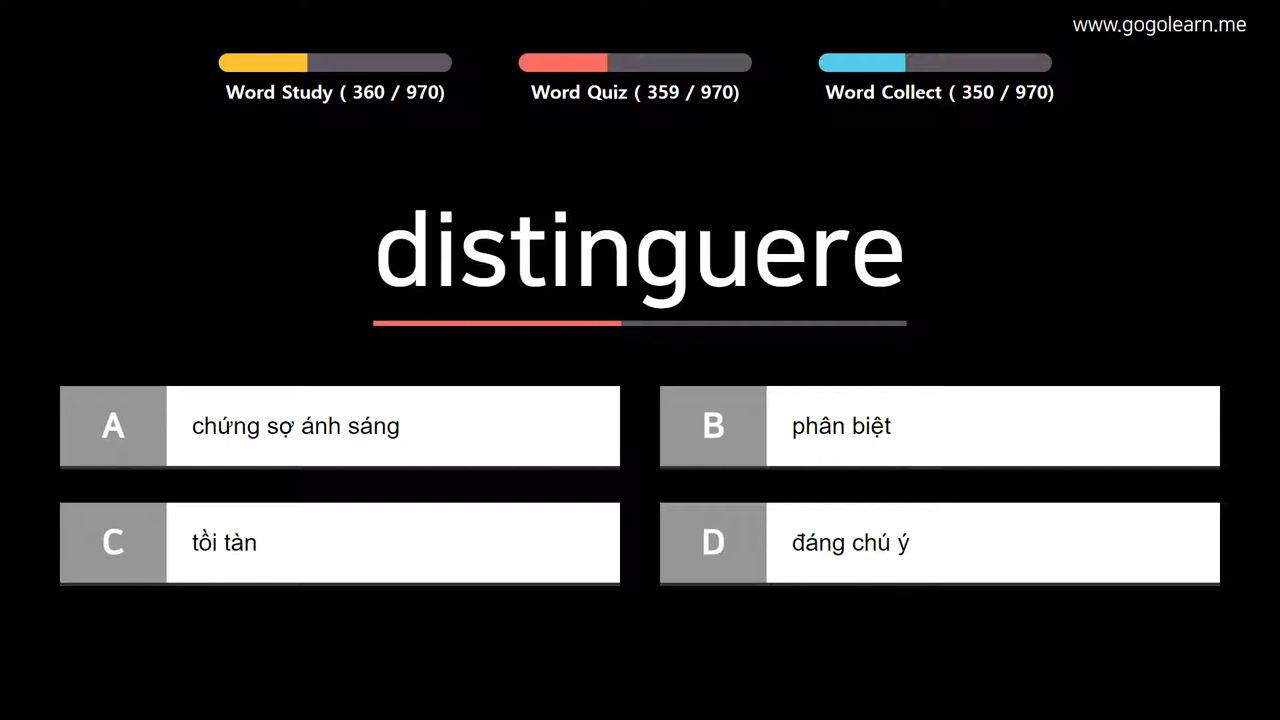 www.gogolearn.me
Word Study ( 360 / 970)
Word Quiz ( 359 / 970)
Word Collect ( 350 / 970)
distinguere
A chứng sợ ánh sáng
B phân biệt
C tồi tàn
D đáng chú ý